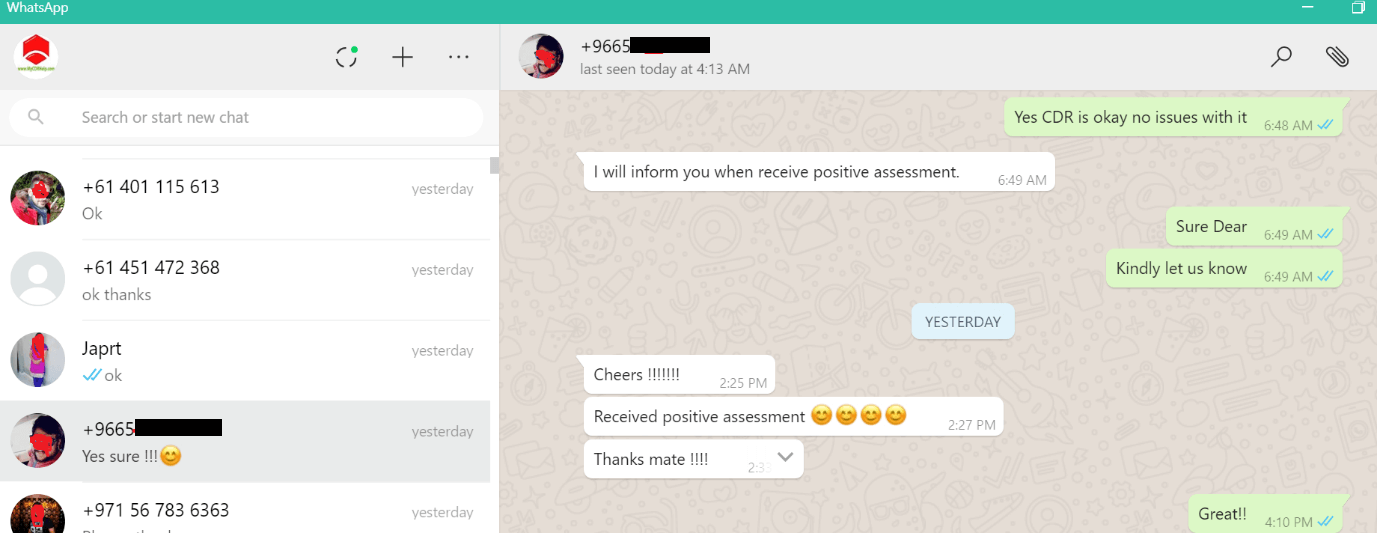 WhatsApp
Search or start new chat
+61 401 115 613
yesterday
Ok
+61 451 472 368
yesterday
ok thanks
Japrt
yesterday
ok
+9665
yesterday
Yes sure !!!😊
+971 56 783 6363
yesterday
+9665
last seen today at 4:13 AM
Yes CDR is okay no issues with it
6:48 AM
I will inform you when receive positive assessment.
6:49 AM
Sure Dear
6:49 AM
Kindly let us know
6:49 AM
YESTERDAY
Cheers !!!!!!!
2:25 PM
Received positive assessment 😊😊😊😊
2:27 PM
Thanks mate !!!!
2:33
Great!!
4:10 PM